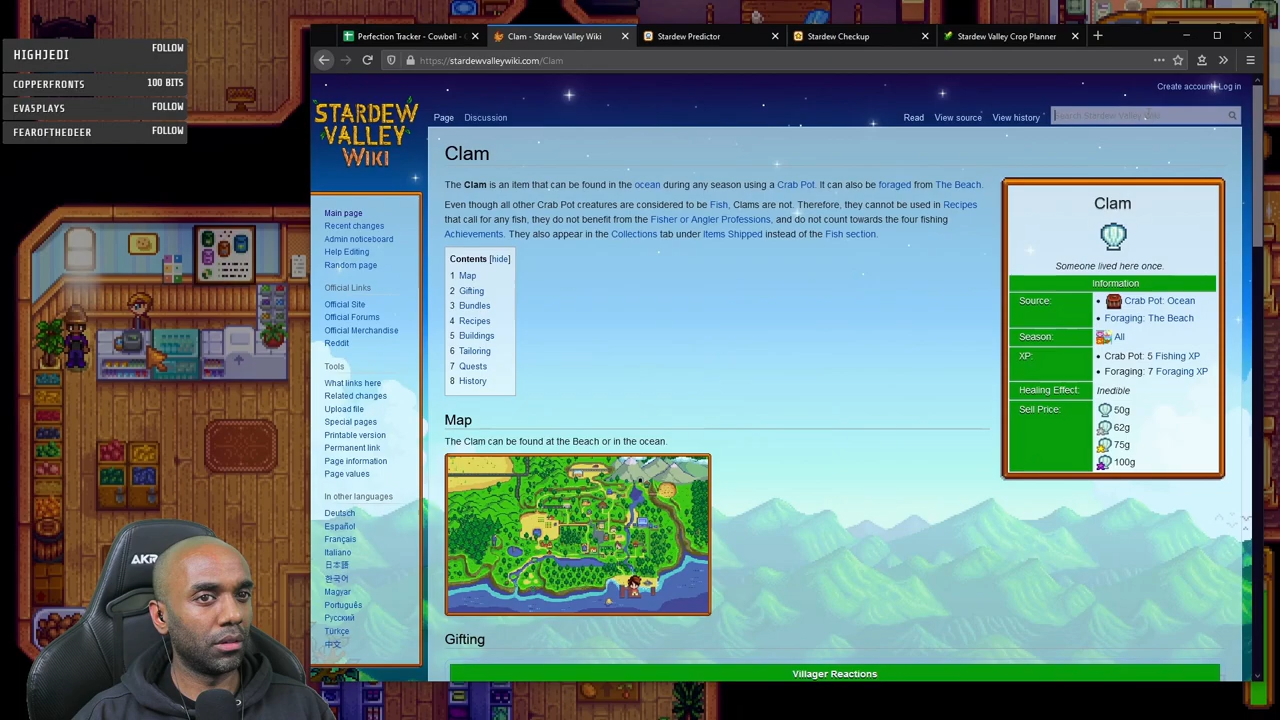 HIGHJEDI FOLLOW
COPPERFRONTS 100 BITS
EVASPLAYS FOLLOW
FEAROFTHEDEER FOLLOW
Perfection Tracker - Cowbell -
Clam - Stardew Valley Wiki
Stardew Predictor
Stardew Checkup
Stardew Valley Crop Planner
https://stardewvalleywiki.com/Clam
Create account Log in
STARDEW
VALLEY
WIKI
Page Discussion Read View source View history Search Stardew Valley Wiki
Main page
Recent changes
Admin noticeboard
Help Editing
Random page
Official Links
Official Site
Official Forums
Official Merchandise
Reddit
Tools
What links here
Related changes
Upload file
Special pages
Printable version
Permanent link
Page information
Page values
In other languages
Deutsch
Español
Français
Italiano
日本語
한국어
Magyar
Português
Русский
Türkçe
中文
Clam
The Clam is an item that can be found in the ocean during any season using a Crab Pot. It can also be foraged from The Beach.
Even though all other Crab Pot creatures are considered to be Fish, Clams are not. Therefore, they cannot be used in Recipes
that call for any fish, they do not benefit from the Fisher or Angler Professions, and do not count towards the four fishing
Achievements. They also appear in the Collections tab under Items Shipped instead of the Fish section.
Contents [hide]
1 Map
2 Gifting
3 Bundles
4 Recipes
5 Buildings
6 Tailoring
7 Quests
8 History
Map
The Clam can be found at the Beach or in the ocean.
Gifting
Villager Reactions
Clam
Someone lived here once.
Information
Source: • Crab Pot: Ocean
• Foraging: The Beach
Season: All
XP: • Crab Pot: 5 Fishing XP
• Foraging: 7 Foraging XP
Healing Effect: Inedible
Sell Price: 50g
62g
75g
100g
AKR